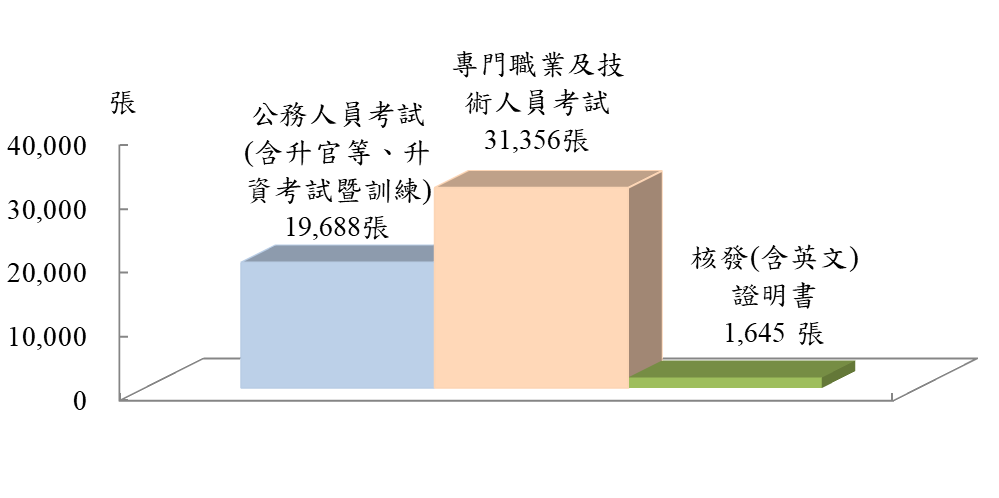 張
40,000
30,000
20,000
10,000
0
公務人員考試
(含升官等、升
資考試暨訓練)
19,688張
專門職業及技
術人員考試
31,356張
核發(含英文)
證明書
1,645 張